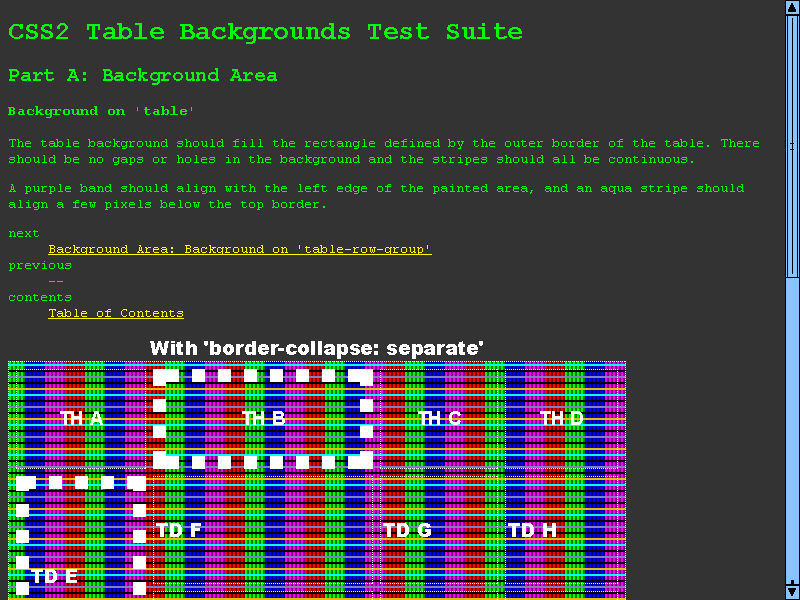 CSS2 Table Backgrounds Test Suite
Part A: Background Area
Background on 'table'
The table background should fill the rectangle defined by the outer border of the table. There
should be no gaps or holes in the background and the stripes should all be continuous.
A purple band should align with the left edge of the painted area, and an aqua stripe should
align a few pixels below the top border.
next
Background Area: Background on 'table-row-group'
previous
--
contents
Table of Contents
With 'border-collapse: separate'
TH A TH B TH C TH D
TD F TD G TD H
TD E